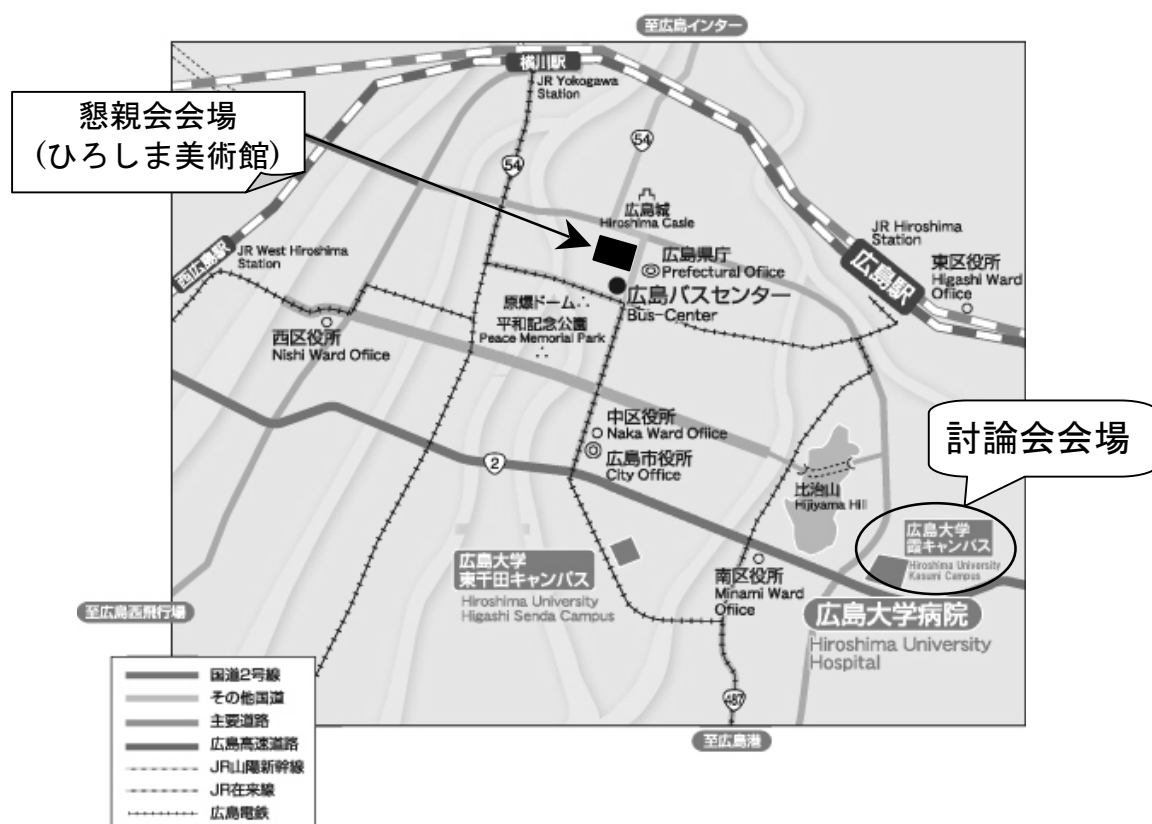 至広島インター
横川駅
JR Yokogawa
Station
懇親会会場
(ひろしま美術館)
54
54
広島城
Hiroshima Casle
JR Hiroshima
Station
広島駅
東区役所
Higashi Ward
Ofiice
西広島駅
JR West Hiroshima
Station
広島県庁
Prefectural Ofiice
広島バスセンター
Bus-Center
原爆ドーム
平和記念公園
Peace Memorial Park
西区役所
Nishi Ward Ofiice
中区役所
Naka Ward Ofiice
広島市役所
City Office
討論会会場
2
比治山
Hijiyama Hill
広島大学
霞キャンパス
Hiroshima University
Kasumi Campus
広島大学
東千田キャンパス
Hiroshima University
Higashi Senda Campus
南区役所
Minami Ward
Ofiice
広島大学病院
Hiroshima University
Hospital
至広島西飛行場
487
至広島港
国道2号線
その他国道
主要道路
広島高速道路
JR山陽新幹線
JR在来線
広島電鉄